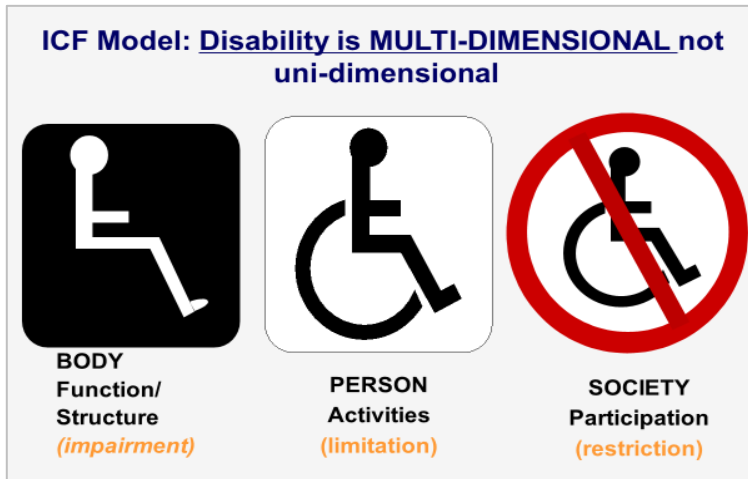 ICF Model: Disability is MULTI-DIMENSIONAL not
uni-dimensional
BODY
Function/
Structure
(impairment)
PERSON
Activities
(limitation)
SOCIETY
Participation
(restriction)